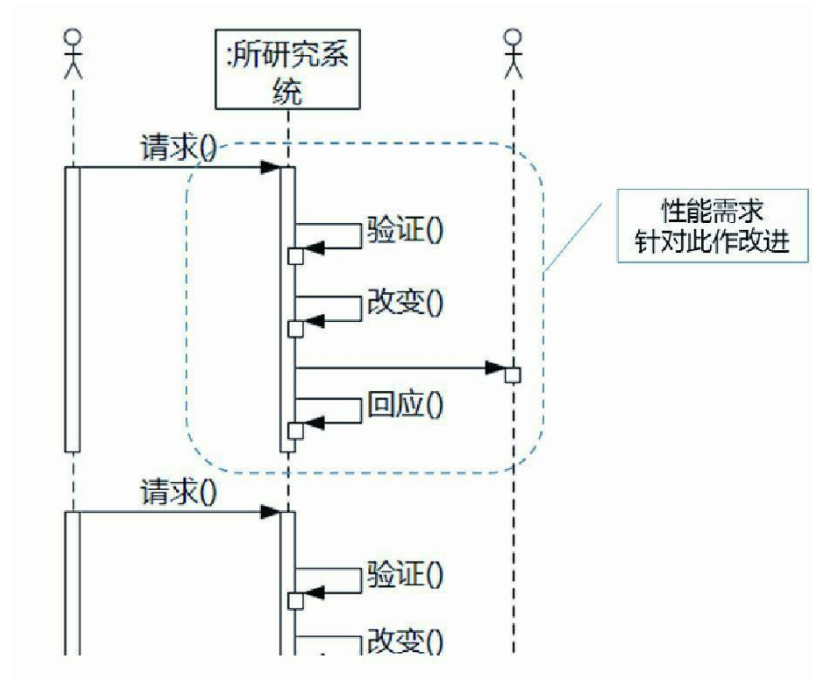 :所研究系
统
请求()
验证()
性能需求
针对此作改进
改变()
回应()
请求()
验证()
改变()